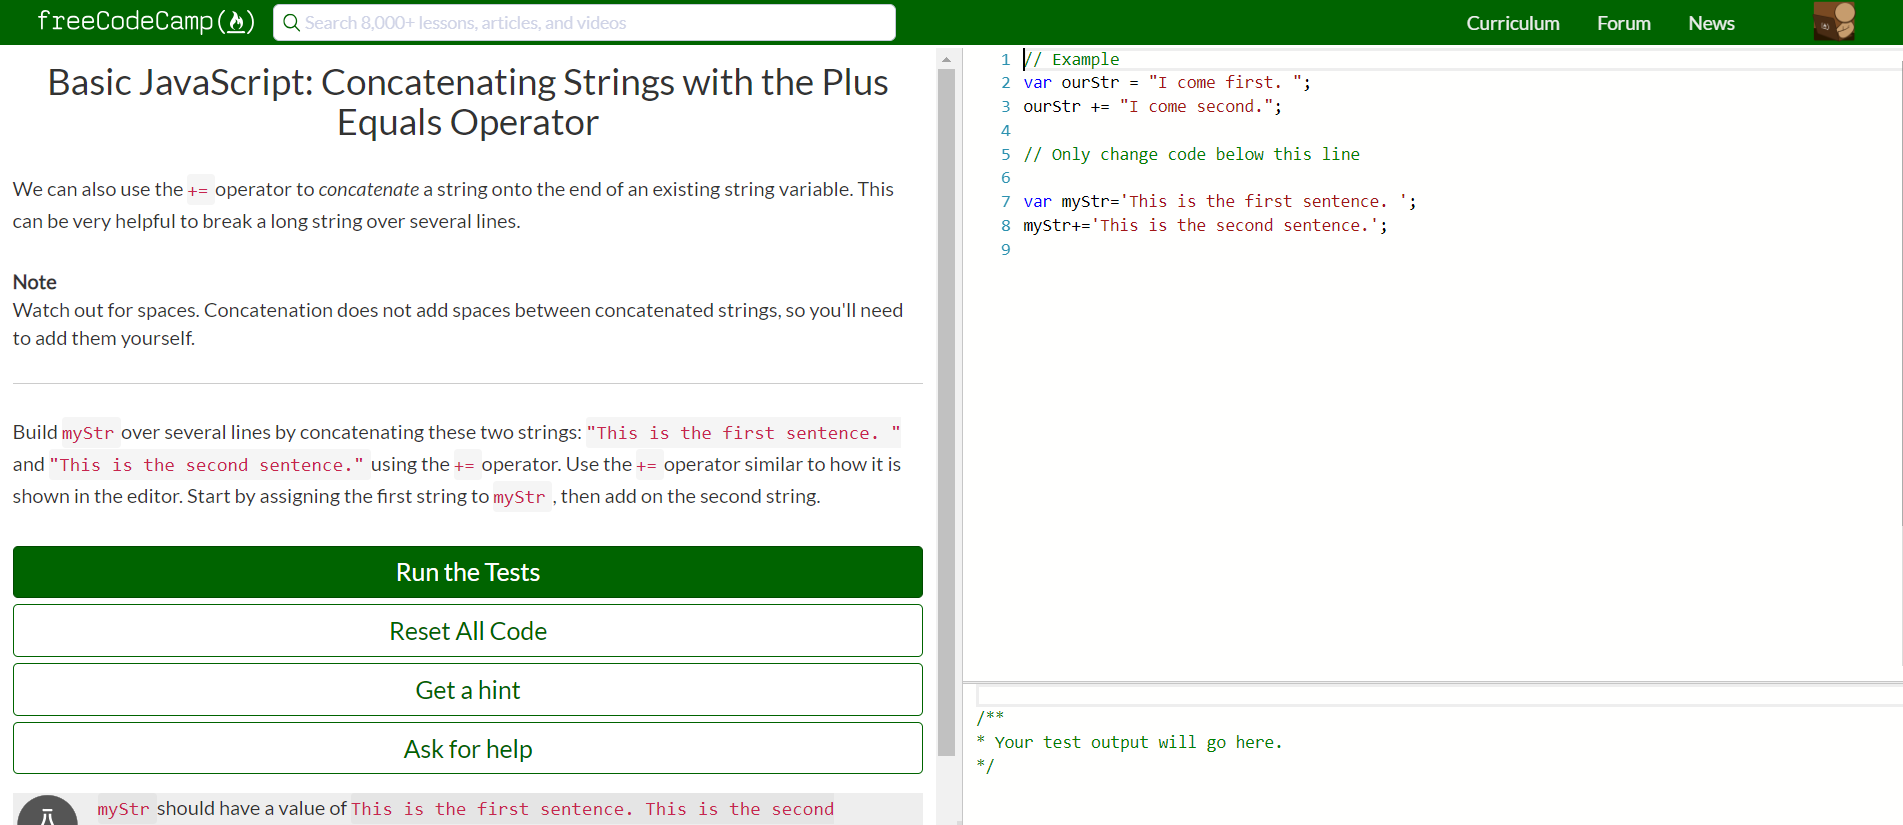 freeCodeCamp(🔥)
Search 8,000+ lessons, articles, and videos
Curriculum
Forum
News
Basic JavaScript: Concatenating Strings with the Plus
Equals Operator
We can also use the += operator to concatenate a string onto the end of an existing string variable. This
can be very helpful to break a long string over several lines.
Note
Watch out for spaces. Concatenation does not add spaces between concatenated strings, so you'll need
to add them yourself.
Build myStr over several lines by concatenating these two strings: "This is the first sentence. "
and "This is the second sentence." using the += operator. Use the += operator similar to how it is
shown in the editor. Start by assigning the first string to myStr , then add on the second string.
Run the Tests
Reset All Code
Get a hint
Ask for help
myStr should have a value of This is the first sentence. This is the second
1 // Example
2 var ourStr = "I come first. ";
3 ourStr += "I come second.";
4
5 // Only change code below this line
6
7 var myStr='This is the first sentence. ';
8 myStr+='This is the second sentence.';
9
/**
* Your test output will go here.
*/